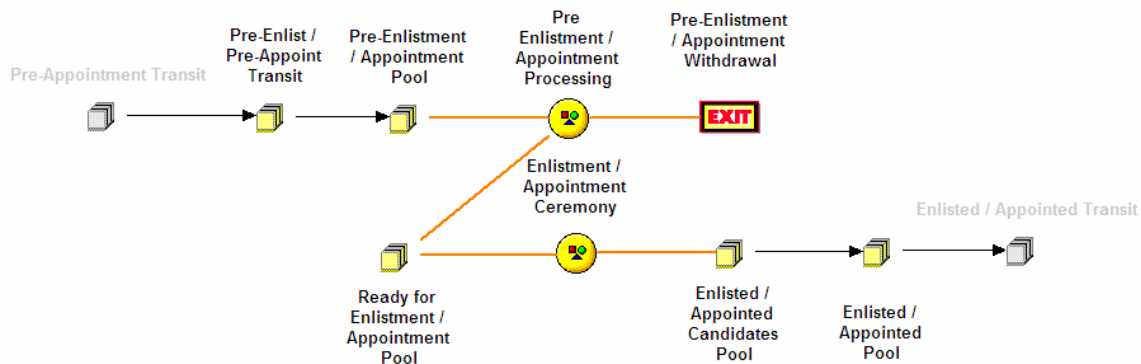 Pre-Appointment Transit
Pre-Enlist /
Pre-Appoint
Transit
Pre-Enlistment
/ Appointment
Pool
Pre
Enlistment /
Appointment
Processing
Pre-Enlistment
/ Appointment
Withdrawal
EXIT
Enlistment /
Appointment
Ceremony
Enlisted / Appointed Transit
Ready for
Enlistment /
Appointment
Pool
Enlisted /
Appointed
Candidates
Pool
Enlisted /
Appointed
Pool